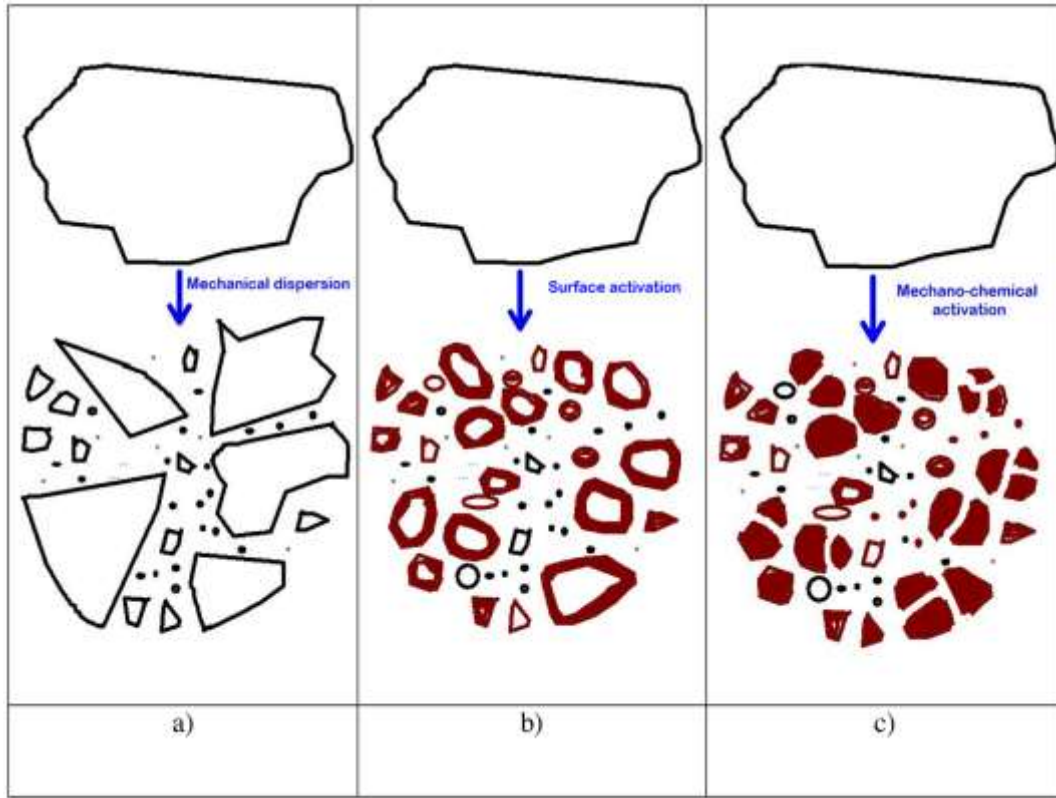 Mechanical dispersion
Surface activation
Mechano-chemical
activation
a)
b)
c)